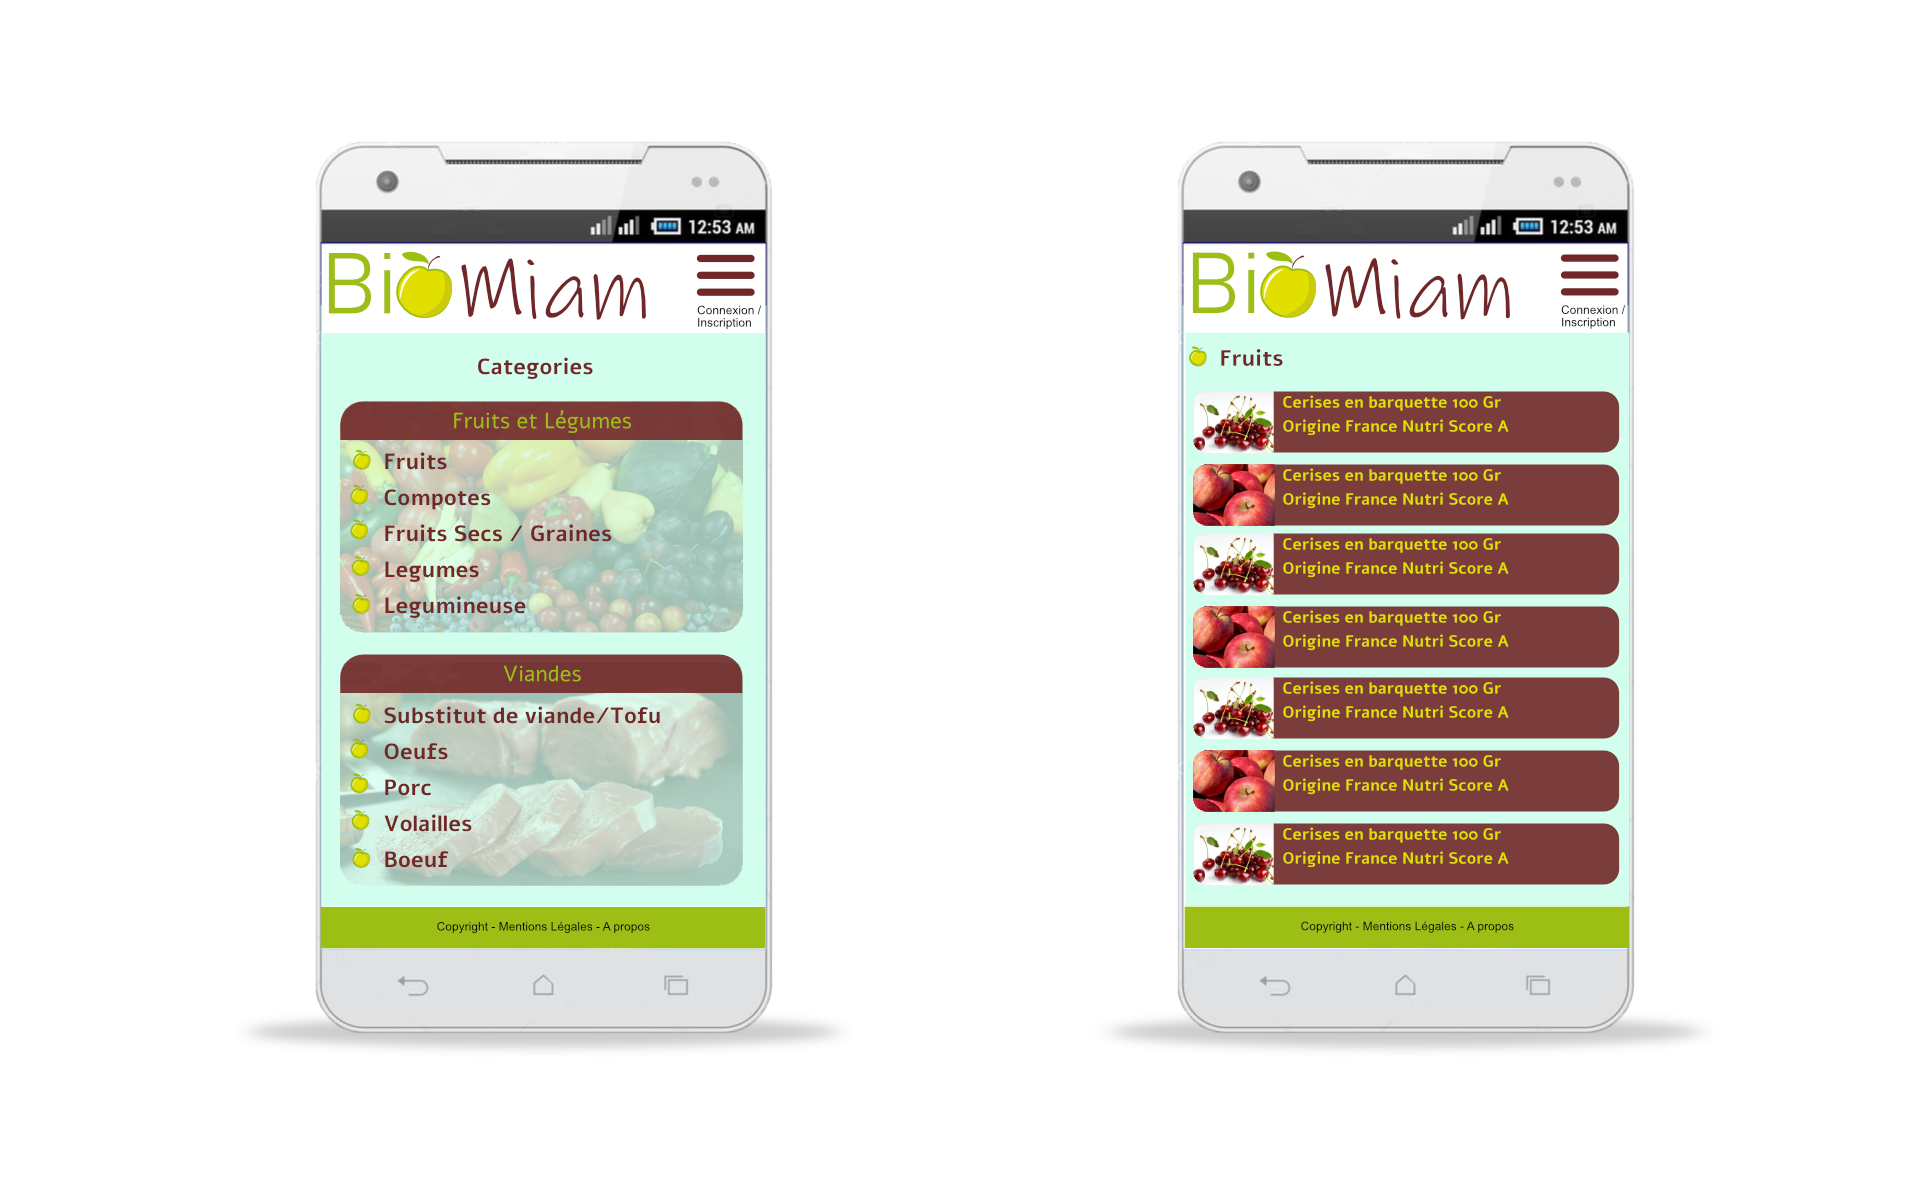 12:53 AM
BioMiam
Connexion /
Inscription
Categories
Fruits et Légumes
Fruits
Compotes
Fruits Secs / Graines
Legumes
Legumineuse
Viandes
Substitut de viande/Tofu
Oeufs
Porc
Volailles
Boeuf
Copyright - Mentions Légales - A propos
12:53 AM
BioMiam
Connexion /
Inscription
Fruits
Cerises en barquette 100 Gr
Origine France Nutri Score A
Cerises en barquette 100 Gr
Origine France Nutri Score A
Cerises en barquette 100 Gr
Origine France Nutri Score A
Cerises en barquette 100 Gr
Origine France Nutri Score A
Cerises en barquette 100 Gr
Origine France Nutri Score A
Cerises en barquette 100 Gr
Origine France Nutri Score A
Cerises en barquette 100 Gr
Origine France Nutri Score A
Copyright - Mentions Légales - A propos